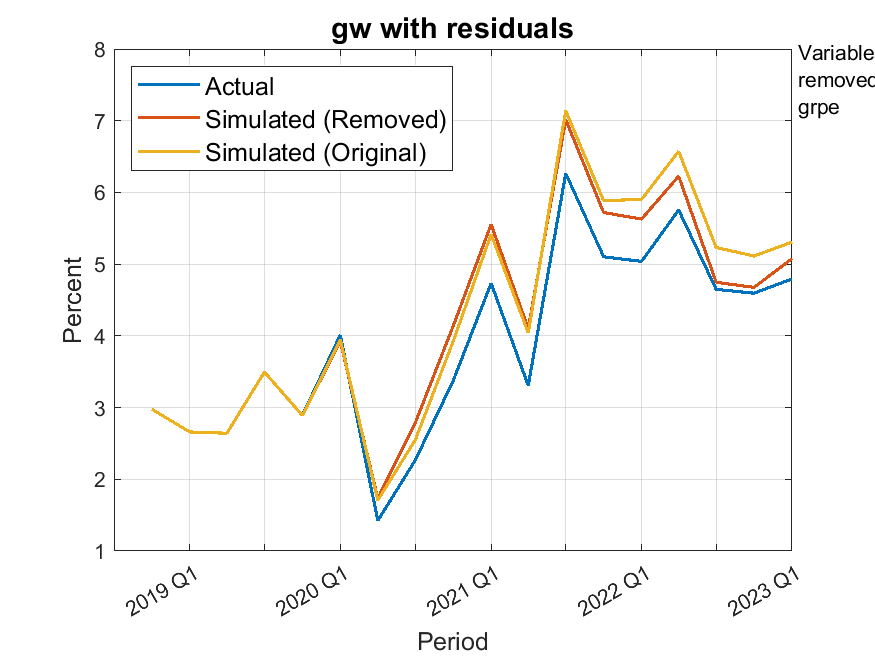 gw with residuals
8
7
6
5
4
3
2
1
Percent
Actual
Simulated (Removed)
Simulated (Original)
Variable
removed
grpe
2019 Q1
2020 Q1
2021 Q1
2022 Q1
2023 Q1
Period